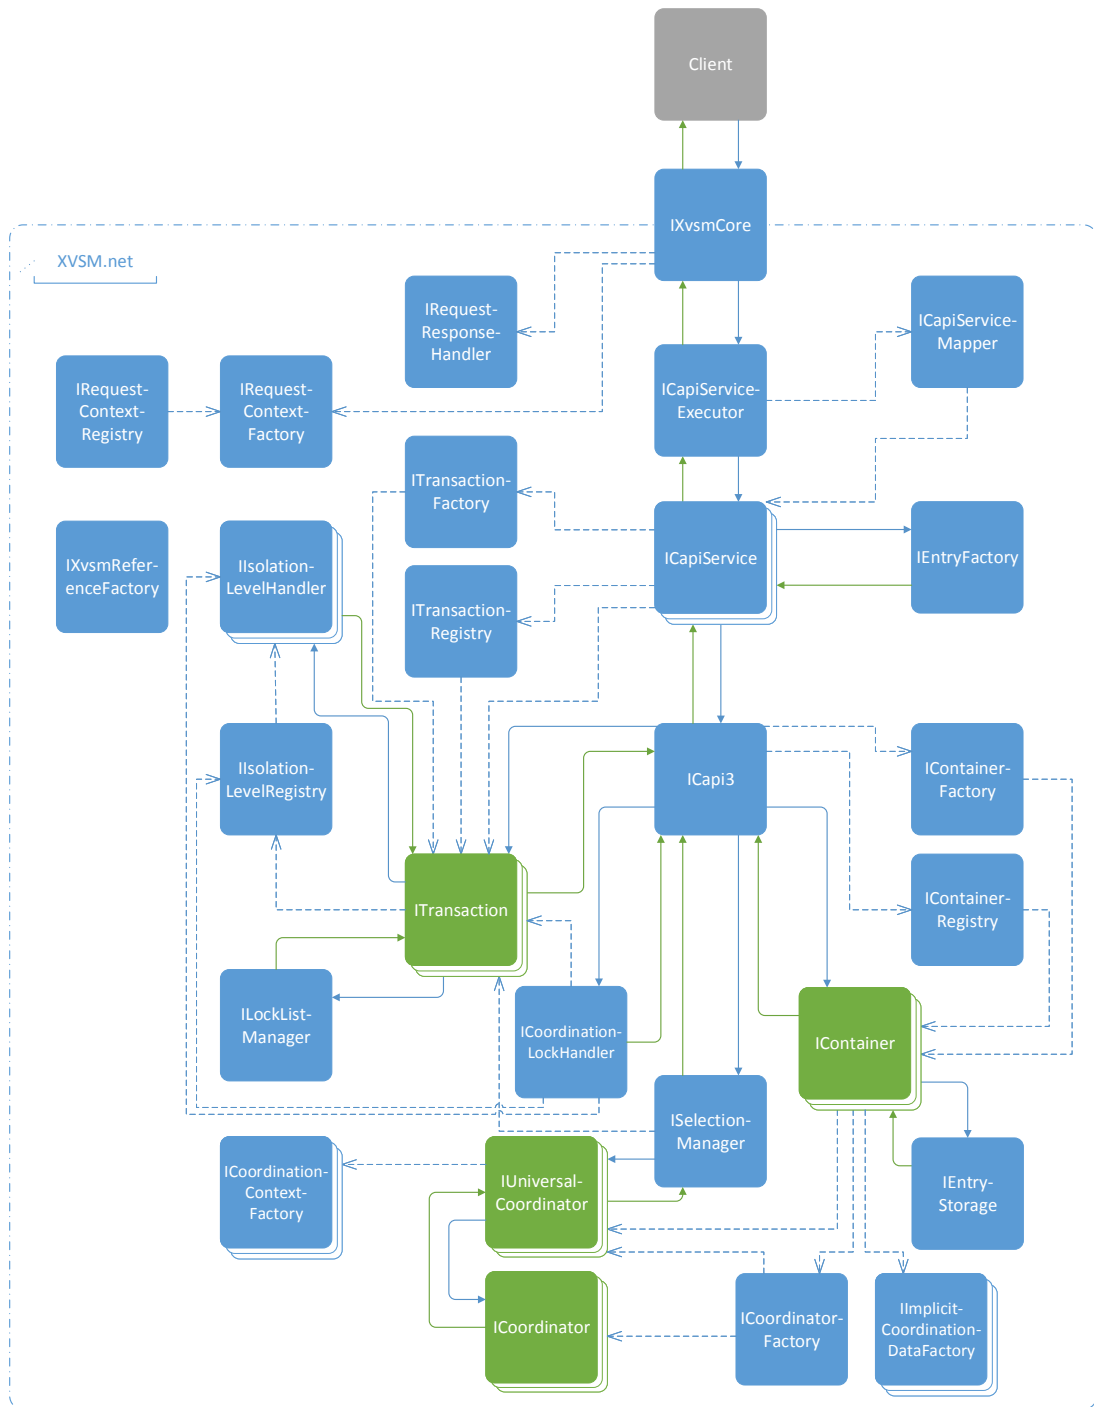 Client
IXvsmCore
XVSM.net
IRequest-
Response-
Handler
ICapiService-
Mapper
ICapiService-
Executor
IRequest-
Context-
Registry
IRequest-
Context-
Factory
ITransaction-
Factory
IXvsmRefer-
enceFactory
IIsolation-
LevelHandler
ICapiService
IEntryFactory
ITransaction-
Registry
IIsolation-
LevelRegistry
ICapi3
IContainer-
Factory
ITransaction
IContainer-
Registry
ILockList-
Manager
ICoordination-
LockHandler
IContainer
ISelection-
Manager
ICoordination-
Context-
Factory
IUniversal-
Coordinator
IEntry-
Storage
ICoordinator
ICoordinator-
Factory
IImplicit-
Coordination-
DataFactory